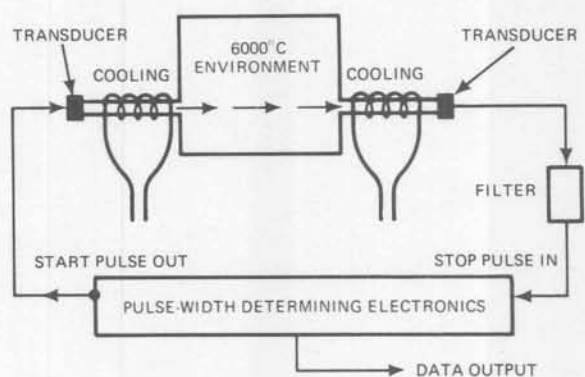 TRANSDUCER
TRANSDUCER
6000°C
ENVIRONMENT
COOLING
COOLING
FILTER
START PULSE OUT
STOP PULSE IN
PULSE-WIDTH DETERMINING ELECTRONICS
DATA OUTPUT